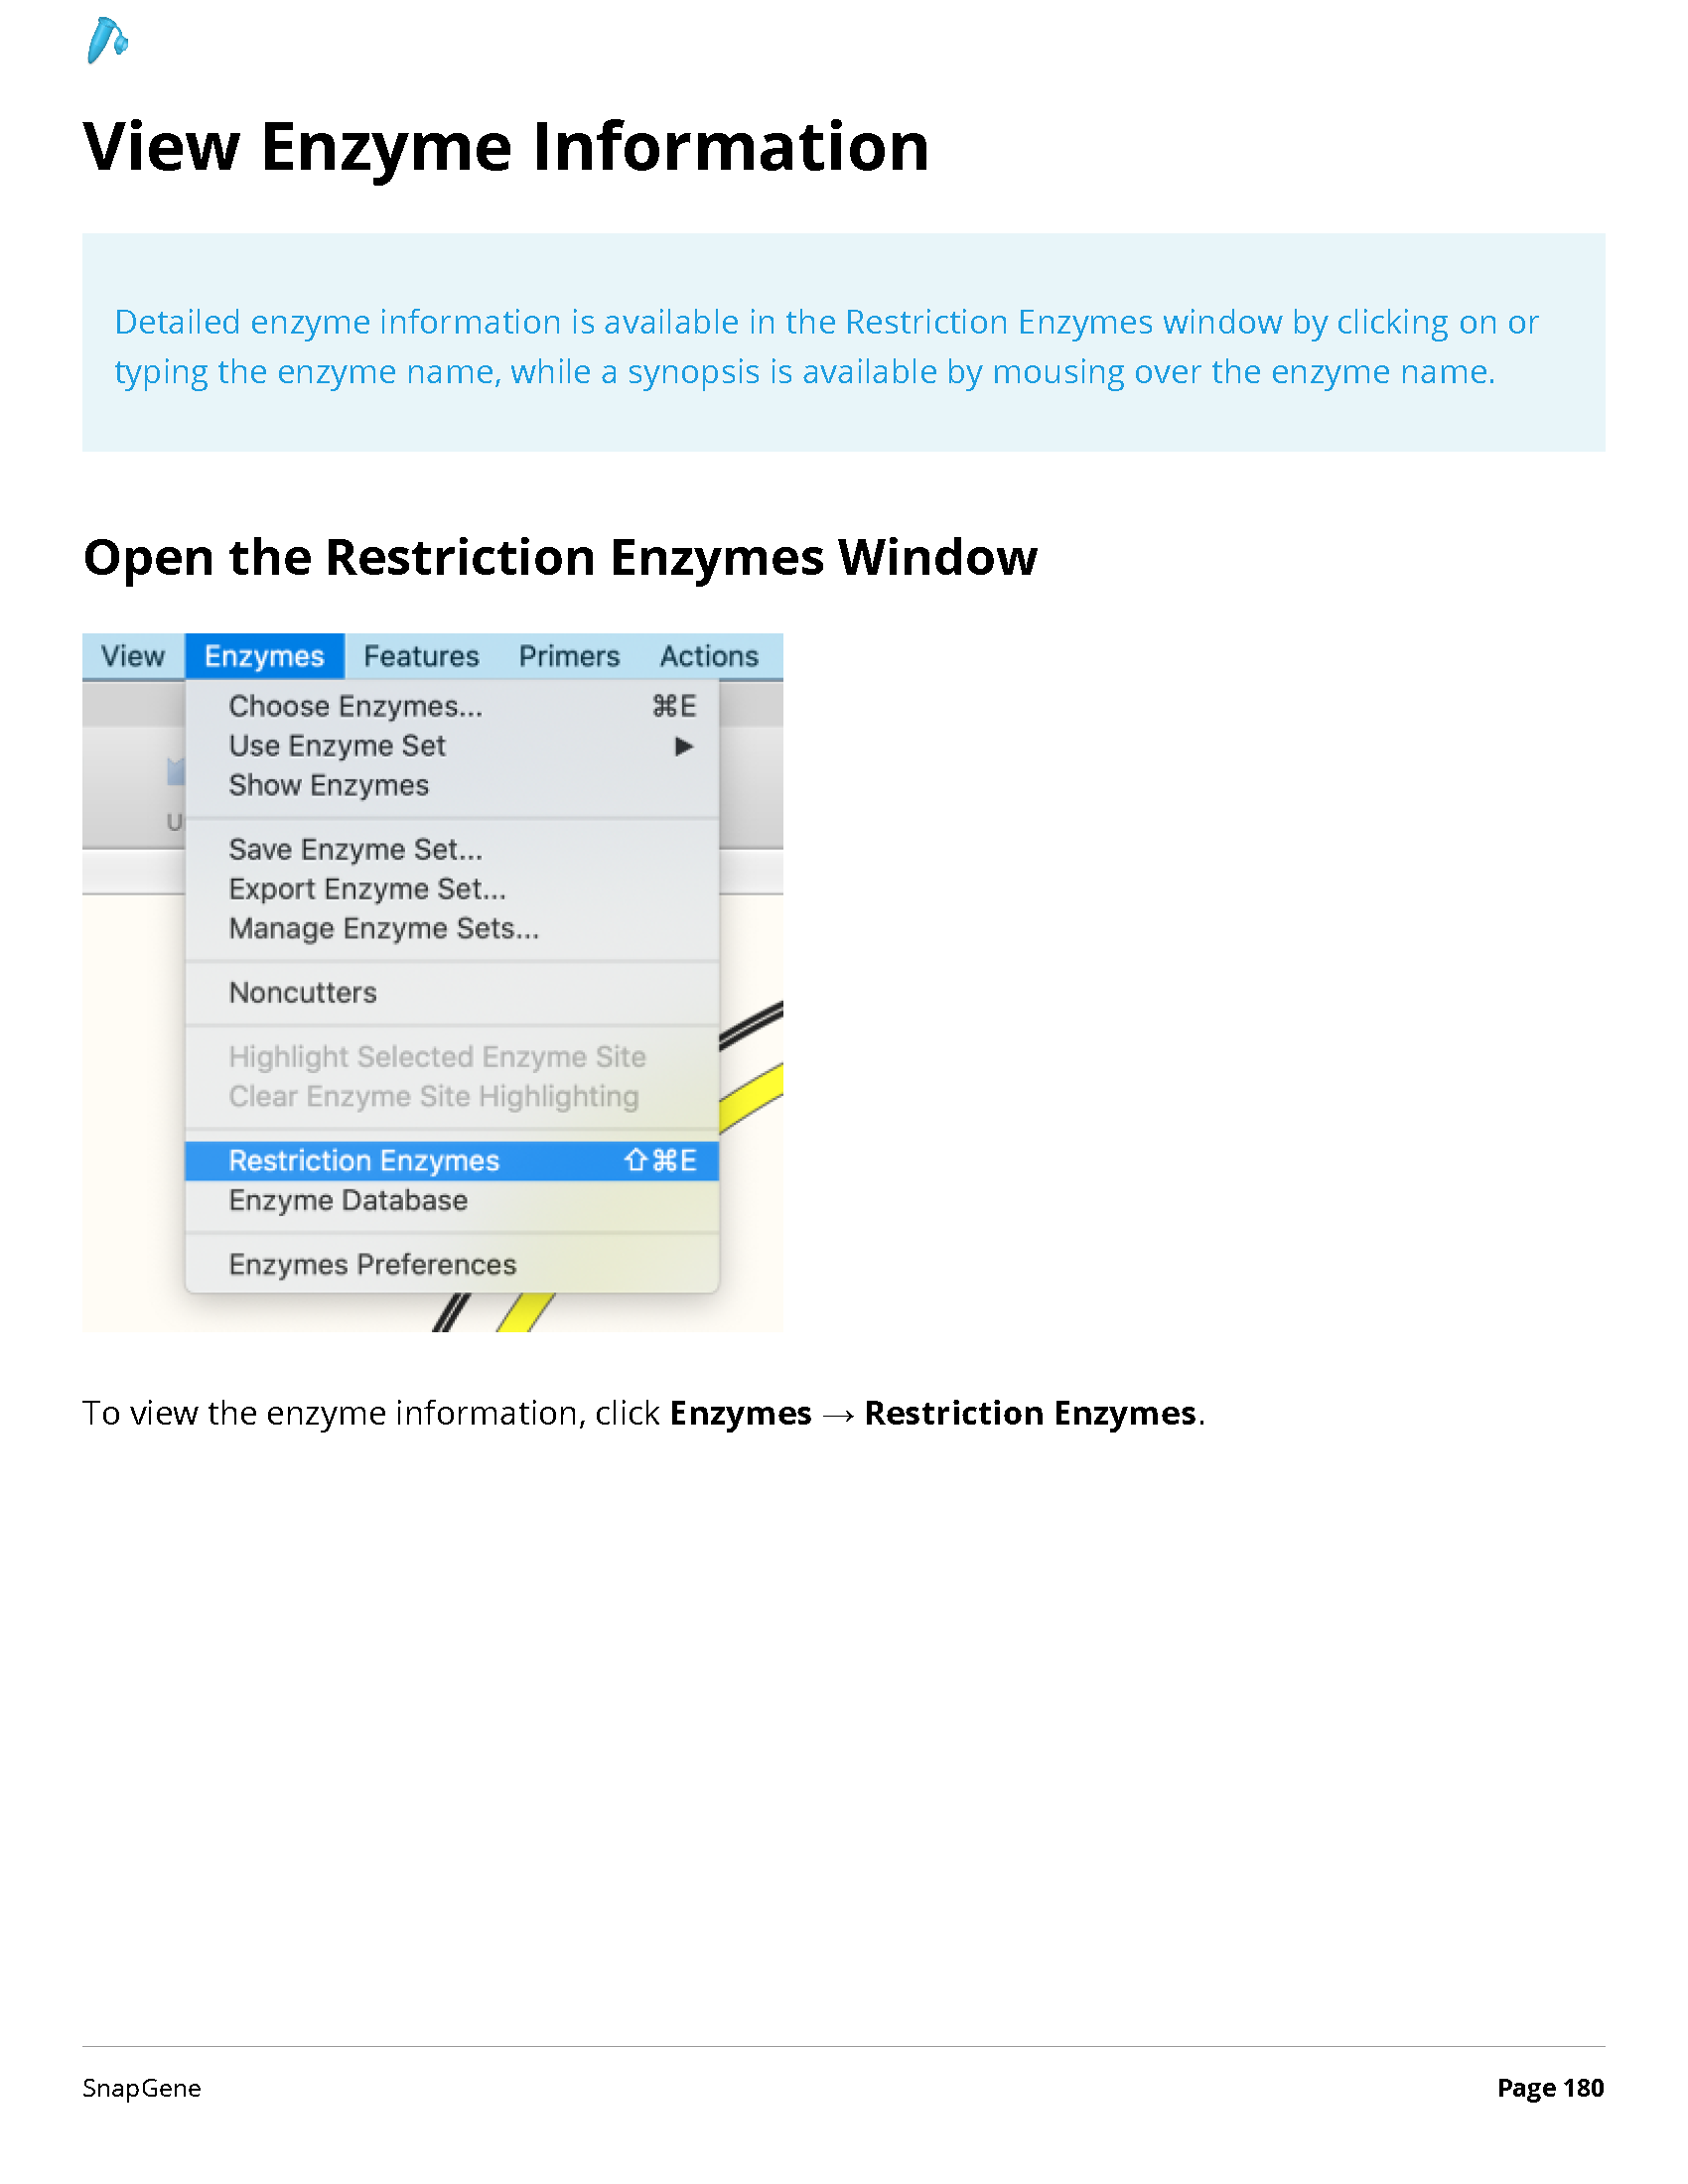 View Enzyme Information
Detailed enzyme information is available in the Restriction Enzymes window by clicking on or
typing the enzyme name, while a synopsis is available by mousing over the enzyme name.
Open the Restriction Enzymes Window
View Enzymes Features Primers Actions
Choose Enzymes... ⌘E
Use Enzyme Set ▶
Show Enzymes
U
Save Enzyme Set...
Export Enzyme Set...
Manage Enzyme Sets...
Noncutters
Highlight Selected Enzyme Site
Clear Enzyme Site Highlighting
Restriction Enzymes ⇧⌘E
Enzyme Database
Enzymes Preferences
To view the enzyme information, click Enzymes → Restriction Enzymes.
SnapGene Page 180